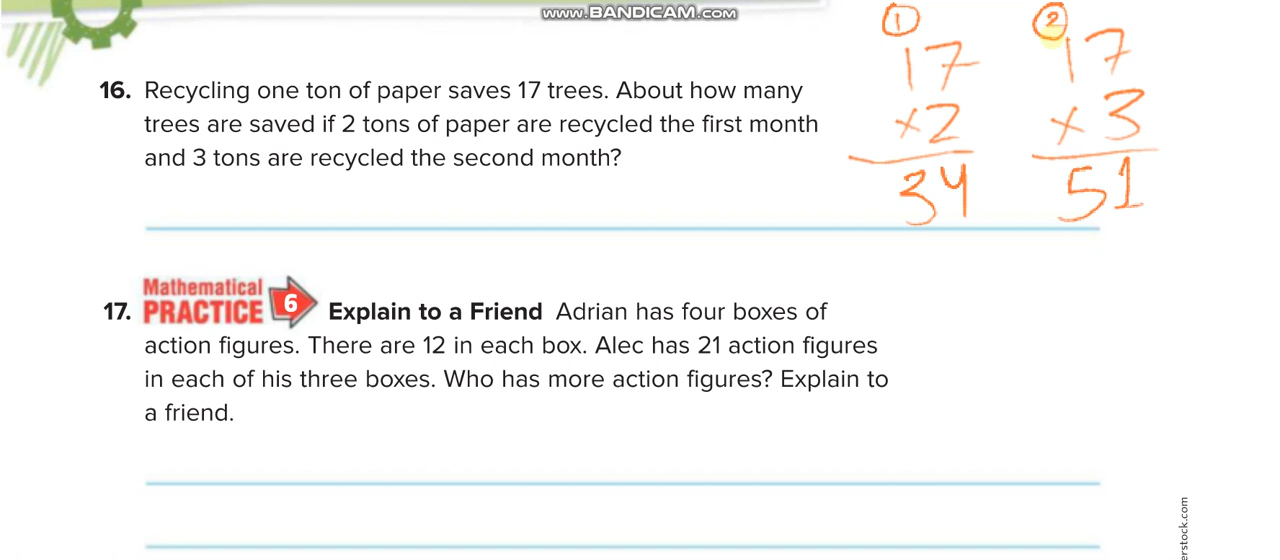 www.BANDICAM.com
16. Recycling one ton of paper saves 17 trees. About how many
trees are saved if 2 tons of paper are recycled the first month
and 3 tons are recycled the second month?
1
17
×2
34
2
17
×3
51
Mathematical
17. PRACTICE 6 Explain to a Friend Adrian has four boxes of
action figures. There are 12 in each box. Alec has 21 action figures
in each of his three boxes. Who has more action figures? Explain to
a friend.
erstock.com